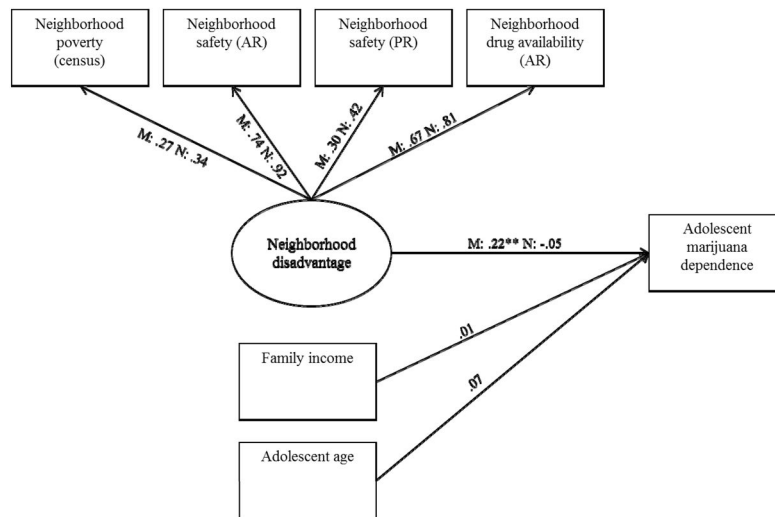 Neighborhood
poverty
(census)
Neighborhood
safety (AR)
Neighborhood
safety (PR)
Neighborhood
drug availability
(AR)
M: .27 N: .34
M: .74 N: .92
M: .30 N: .42
M: .67 N: .81
Neighborhood
disadvantage
M: .22** N: -.05
Adolescent
marijuana
dependence
.01
Family income
.07
Adolescent age